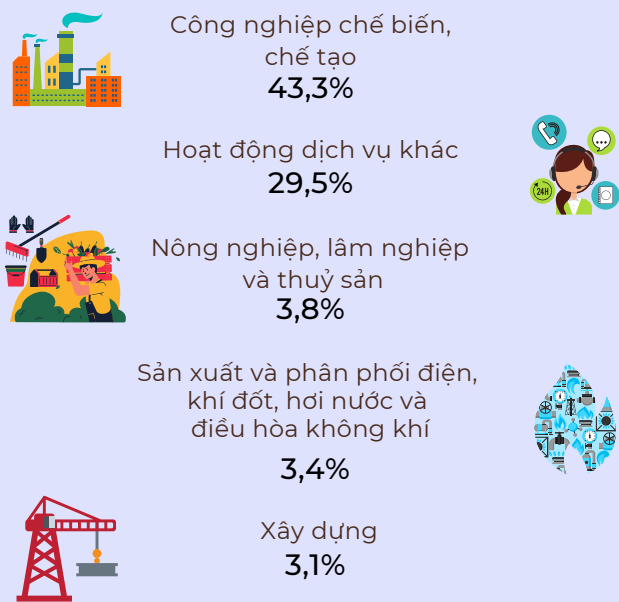 Công nghiệp chế biến,
chế tạo
43,3%
Hoạt động dịch vụ khác
29,5%
24H
Nông nghiệp, lâm nghiệp
và thuỷ sản
3,8%
Sản xuất và phân phối điện,
khí đốt, hơi nước và
điều hòa không khí
3,4%
Xây dựng
3,1%